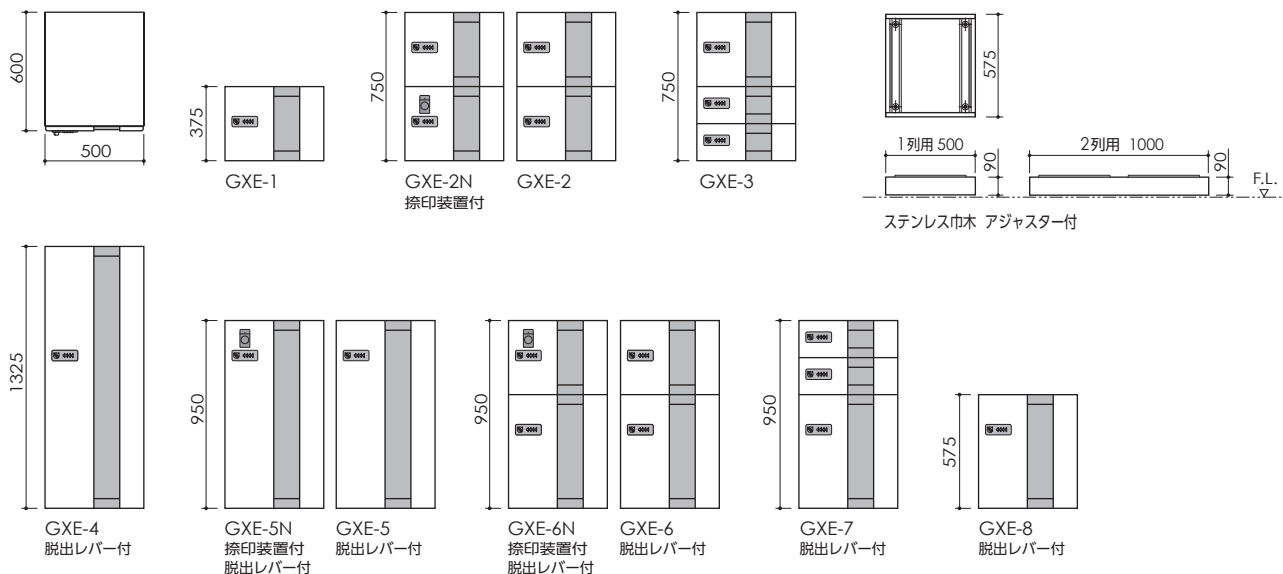 600
500
375
GXE-1
750
GXE-2N
捺印装置付
GXE-2
750
GXE-3
575
1列用 500
90
2列用 1000
90
F.L.
ステンレス巾木 アジャスター付
1325
GXE-4
脱出レバー付
950
GXE-5N
捺印装置付
脱出レバー付
GXE-5
脱出レバー付
950
GXE-6N
捺印装置付
脱出レバー付
GXE-6
脱出レバー付
950
GXE-7
脱出レバー付
575
GXE-8
脱出レバー付